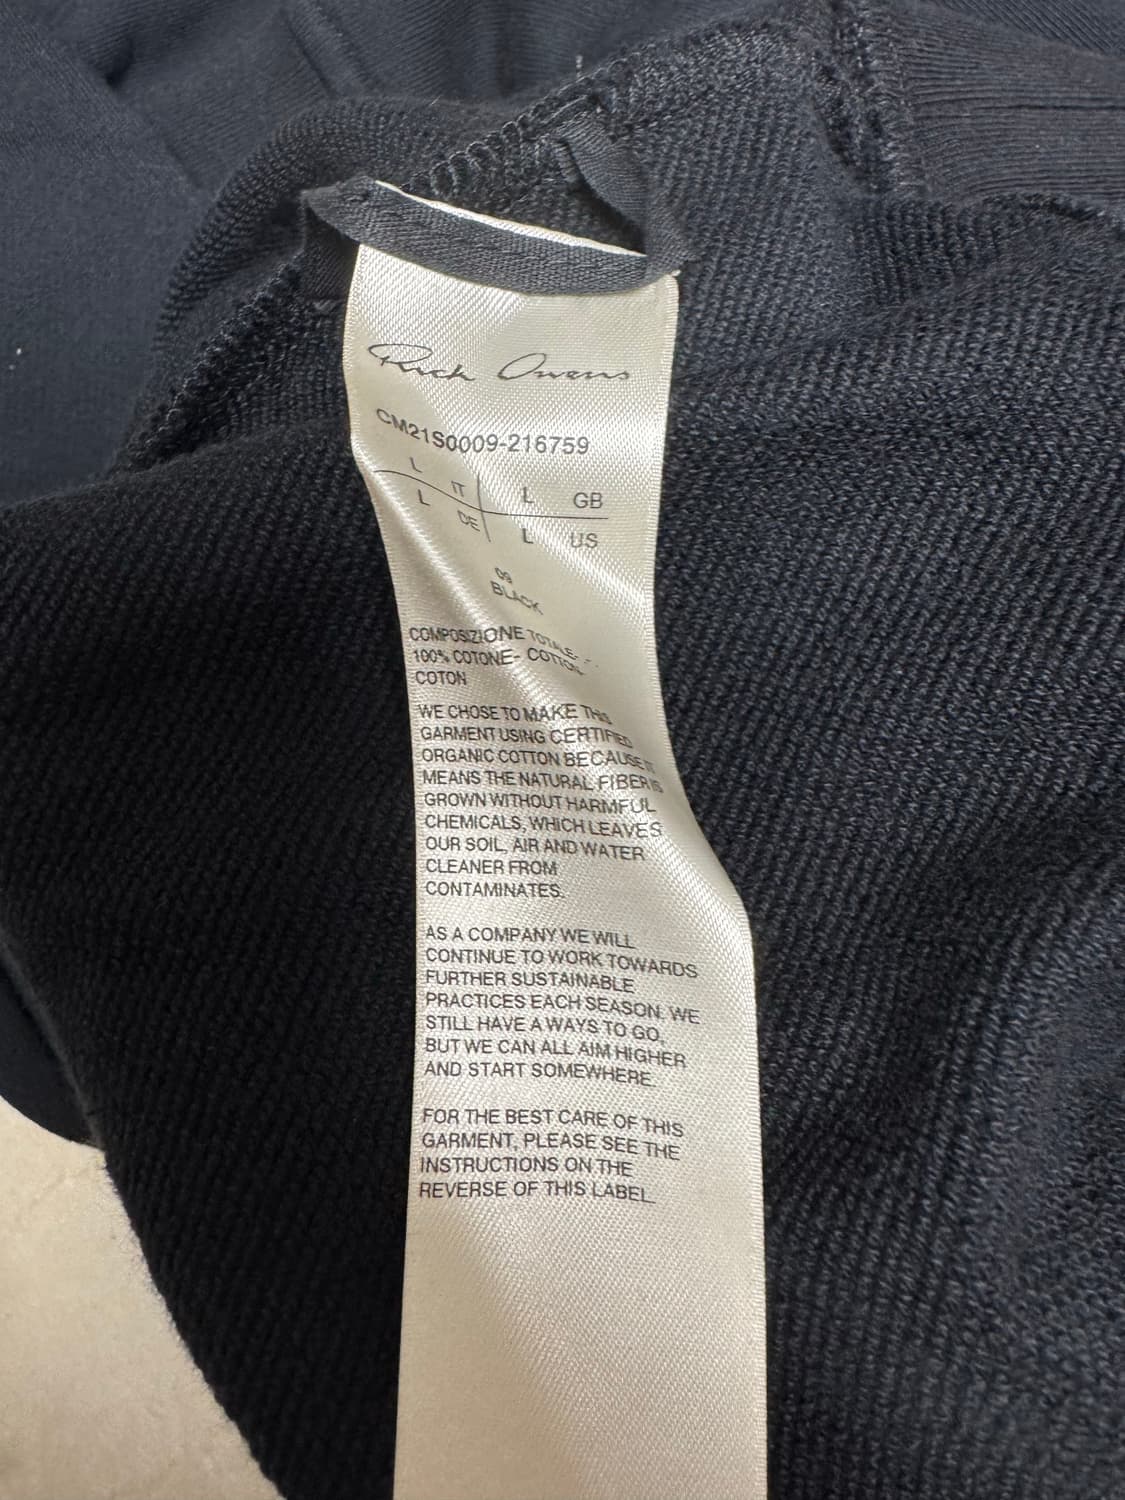 Rick Owens
CM21S0009-216759
L IT L GB
L DE L US
09
BLACK
COMPOSIZIONE TOTALE-
100% COTONE- COTTON-
COTON
WE CHOSE TO MAKE THIS
GARMENT USING CERTIFIED
ORGANIC COTTON BECAUSE IT
MEANS THE NATURAL FIBER IS
GROWN WITHOUT HARMFUL
CHEMICALS, WHICH LEAVES
OUR SOIL, AIR AND WATER
CLEANER FROM
CONTAMINATES.
AS A COMPANY WE WILL
CONTINUE TO WORK TOWARDS
FURTHER SUSTAINABLE
PRACTICES EACH SEASON. WE
STILL HAVE A WAYS TO GO,
BUT WE CAN ALL AIM HIGHER
AND START SOMEWHERE.
FOR THE BEST CARE OF THIS
GARMENT, PLEASE SEE THE
INSTRUCTIONS ON THE
REVERSE OF THIS LABEL.